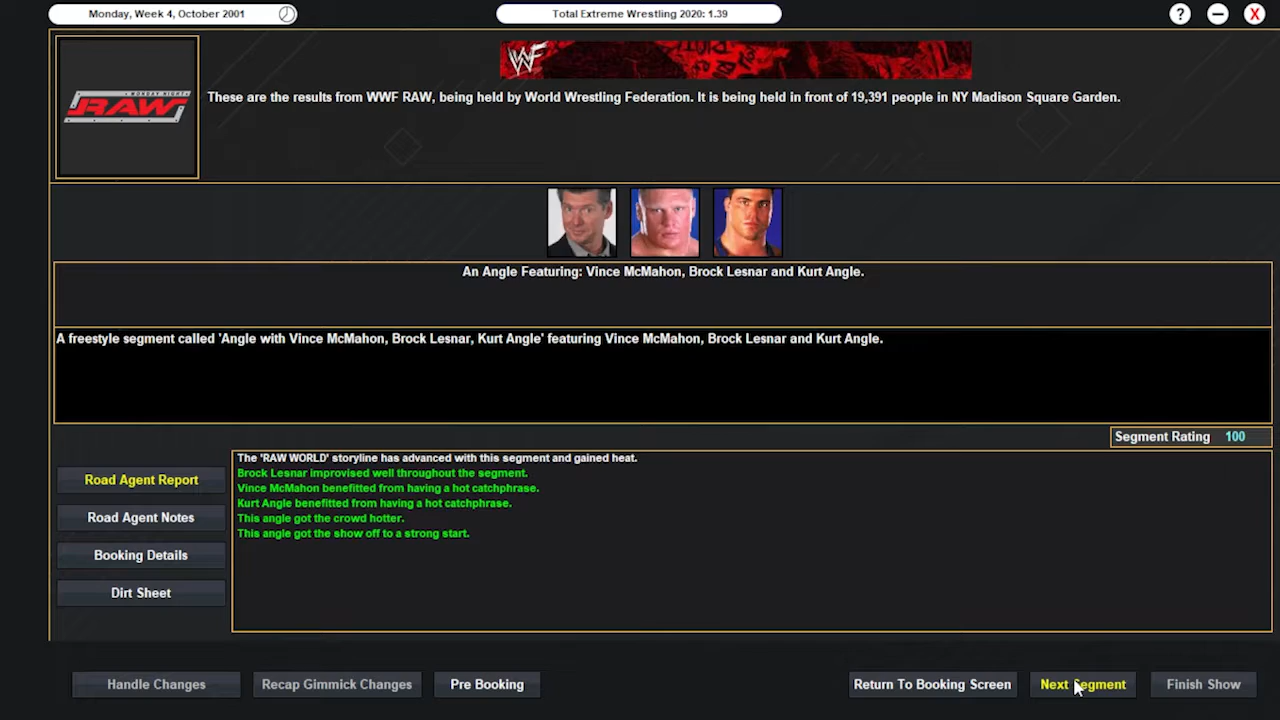 Monday, Week 4, October 2001
Total Extreme Wrestling 2020: 1.39
?
X
WF
MONDAY NIGHT
RAW
These are the results from WWF RAW, being held by World Wrestling Federation. It is being held in front of 19,391 people in NY Madison Square Garden.
An Angle Featuring: Vince McMahon, Brock Lesnar and Kurt Angle.
A freestyle segment called 'Angle with Vince McMahon, Brock Lesnar, Kurt Angle' featuring Vince McMahon, Brock Lesnar and Kurt Angle.
Segment Rating 100
The 'RAW WORLD' storyline has advanced with this segment and gained heat.
Brock Lesnar improvised well throughout the segment.
Vince McMahon benefitted from having a hot catchphrase.
Kurt Angle benefitted from having a hot catchphrase.
This angle got the crowd hotter.
This angle got the show off to a strong start.
Road Agent Report
Road Agent Notes
Booking Details
Dirt Sheet
Handle Changes
Recap Gimmick Changes
Pre Booking
Return To Booking Screen
Next Segment
Finish Show